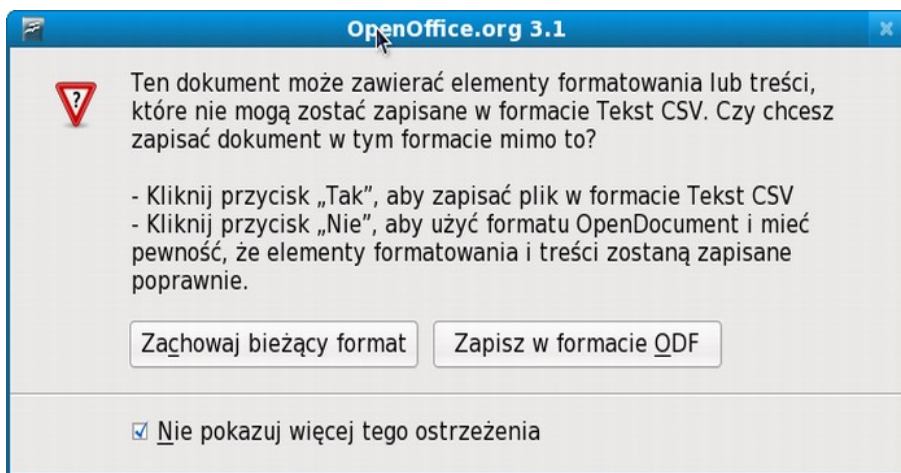 OpenOffice.org 3.1
Ten dokument może zawierać elementy formatowania lub treści,
które nie mogą zostać zapisane w formacie Tekst CSV. Czy chcesz
zapisać dokument w tym formacie mimo to?
- Kliknij przycisk „Tak”, aby zapisać plik w formacie Tekst CSV
- Kliknij przycisk „Nie”, aby użyć formatu OpenDocument i mieć
pewność, że elementy formatowania i treści zostaną zapisane
poprawnie.
Zachowaj bieżący format
Zapisz w formacie ODF
Nie pokazuj więcej tego ostrzeżenia